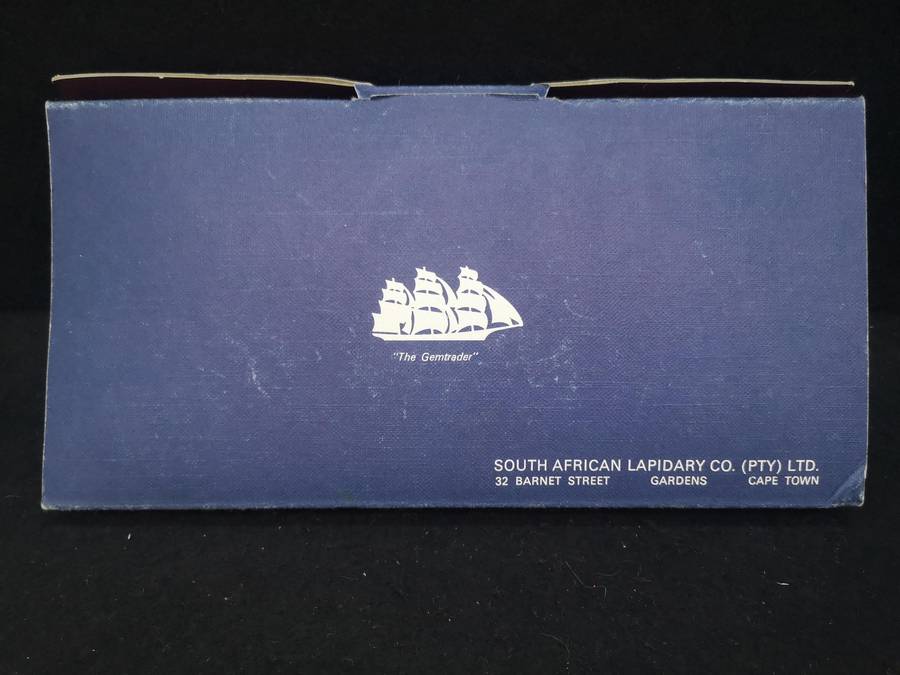 "The Gemtrader"
SOUTH AFRICAN LAPIDARY CO. (PTY) LTD.
32 BARNET STREET GARDENS CAPE TOWN